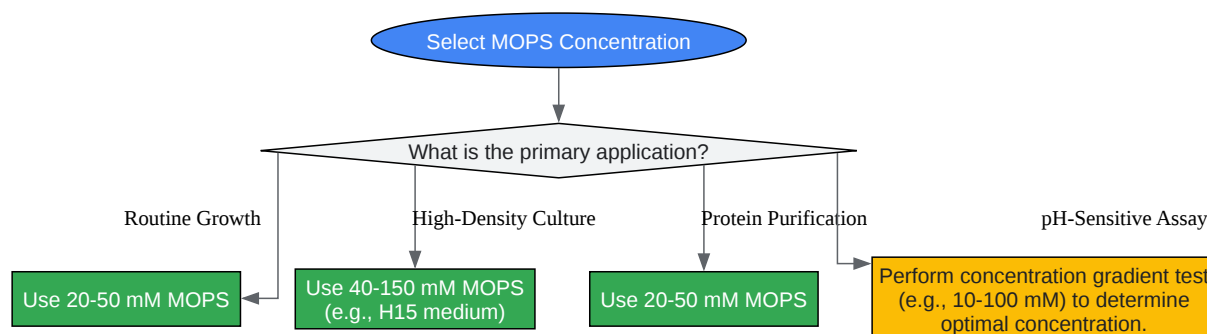 Select MOPS Concentration
What is the primary application?
Routine Growth
High-Density Culture
Protein Purification
pH-Sensitive Assay
Use 20-50 mM MOPS
Use 40-150 mM MOPS
(e.g., H15 medium)
Use 20-50 mM MOPS
Perform concentration gradient test
(e.g., 10-100 mM) to determine
optimal concentration.